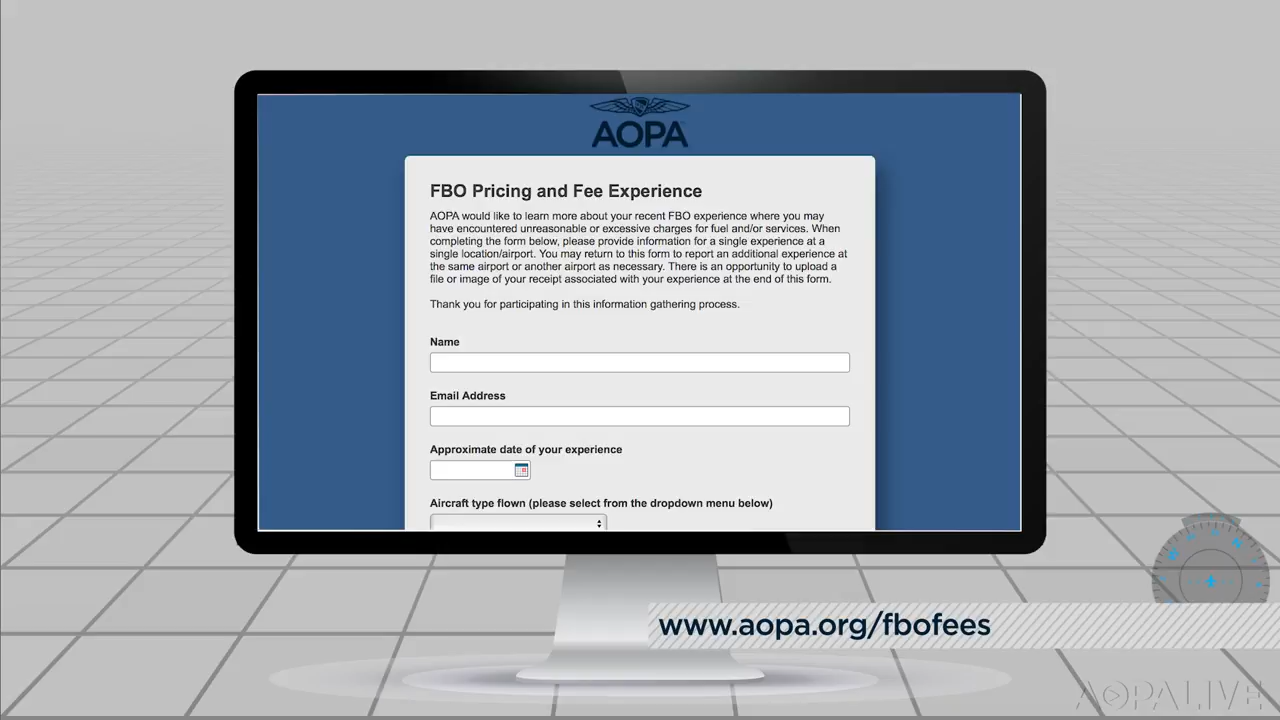 AOPA
FBO Pricing and Fee Experience
AOPA would like to learn more about your recent FBO experience where you may
have encountered unreasonable or excessive charges for fuel and/or services. When
completing the form below, please provide information for a single experience at a
single location/airport. You may return to this form to report an additional experience at
the same airport or another airport as necessary. There is an opportunity to upload a
file or image of your receipt associated with your experience at the end of this form.
Thank you for participating in this information gathering process.
Name
Email Address
Approximate date of your experience
Aircraft type flown (please select from the dropdown menu below)
www.aopa.org/fbofees
AOPA LIVE